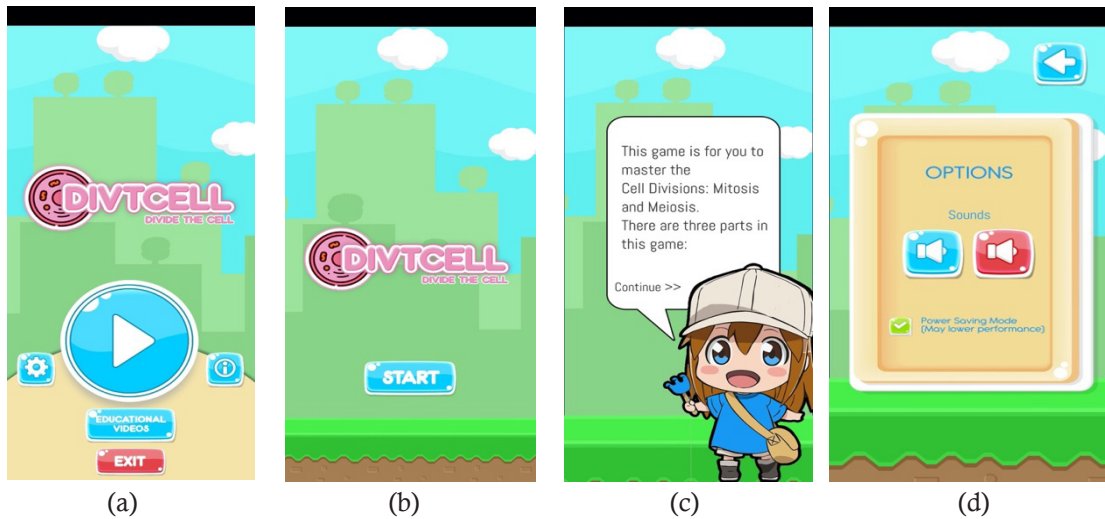 DIVTCELL
DIVIDE THE CELL
EDUCATIONAL
VIDEOS
EXIT
(a)
DIVTCELL
DIVIDE THE CELL
START
(b)
This game is for you to
master the
Cell Divisions: Mitosis
and Meiosis.
There are three parts in
this game:
Continue >>
(c)
OPTIONS
Sounds
Power Saving Mode
(May lower performance)
(d)